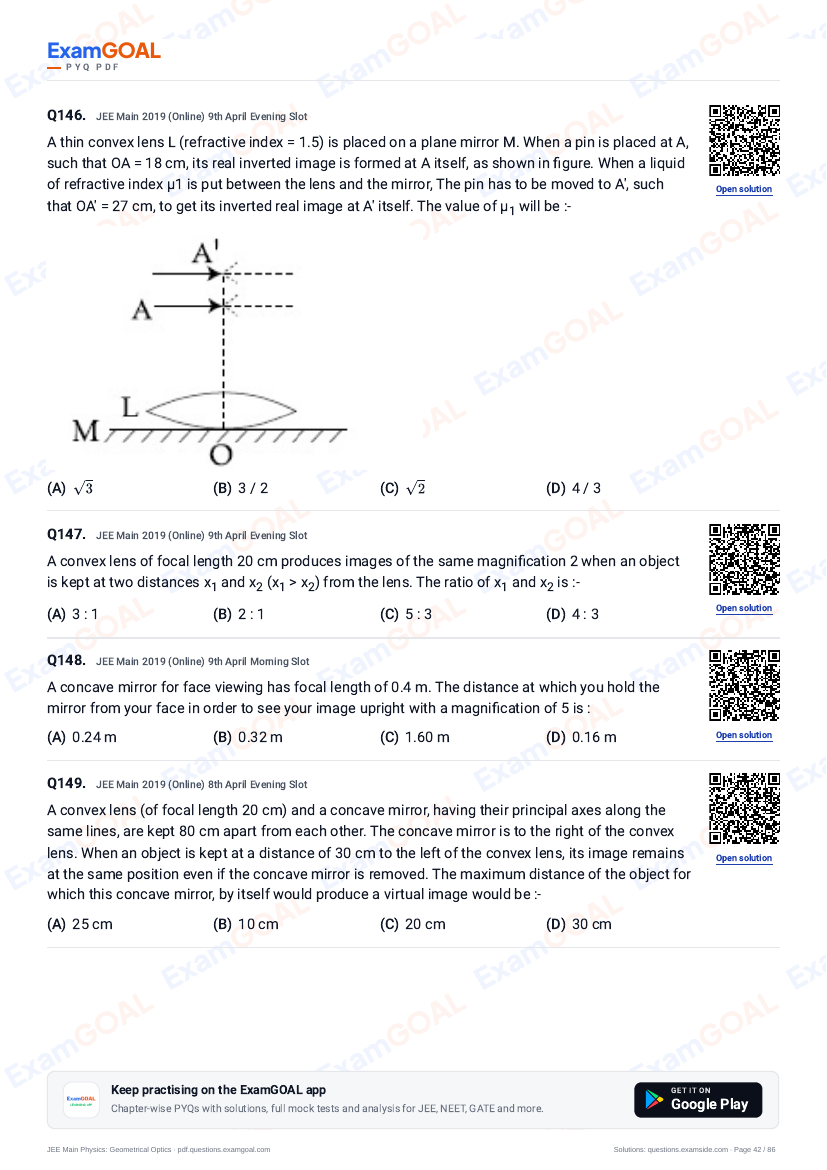 ExamGOAL
PYQ PDF
Q146. JEE Main 2019 (Online) 9th April Evening Slot
A thin convex lens L (refractive index = 1.5) is placed on a plane mirror M. When a pin is placed at A,
such that OA = 18 cm, its real inverted image is formed at A itself, as shown in figure. When a liquid
of refractive index µ1 is put between the lens and the mirror, The pin has to be moved to A', such
that OA' = 27 cm, to get its inverted real image at A' itself. The value of µ1 will be :-
Open solution
A'
A
L
M
O
(A) √3 (B) 3 / 2 (C) √2 (D) 4 / 3
Q147. JEE Main 2019 (Online) 9th April Evening Slot
A convex lens of focal length 20 cm produces images of the same magnification 2 when an object
is kept at two distances x1 and x2 (x1 > x2) from the lens. The ratio of x1 and x2 is :-
(A) 3 : 1 (B) 2 : 1 (C) 5 : 3 (D) 4 : 3
Open solution
Q148. JEE Main 2019 (Online) 9th April Morning Slot
A concave mirror for face viewing has focal length of 0.4 m. The distance at which you hold the
mirror from your face in order to see your image upright with a magnification of 5 is :
(A) 0.24 m (B) 0.32 m (C) 1.60 m (D) 0.16 m
Open solution
Q149. JEE Main 2019 (Online) 8th April Evening Slot
A convex lens (of focal length 20 cm) and a concave mirror, having their principal axes along the
same lines, are kept 80 cm apart from each other. The concave mirror is to the right of the convex
lens. When an object is kept at a distance of 30 cm to the left of the convex lens, its image remains
at the same position even if the concave mirror is removed. The maximum distance of the object for
which this concave mirror, by itself would produce a virtual image would be :-
Open solution
(A) 25 cm (B) 10 cm (C) 20 cm (D) 30 cm
ExamGOAL
Keep practising on the ExamGOAL app
Chapter-wise PYQs with solutions, full mock tests and analysis for JEE, NEET, GATE and more.
GET IT ON
Google Play
JEE Main Physics: Geometrical Optics · pdf.questions.examgoal.com
Solutions: questions.examside.com · Page 42 / 86